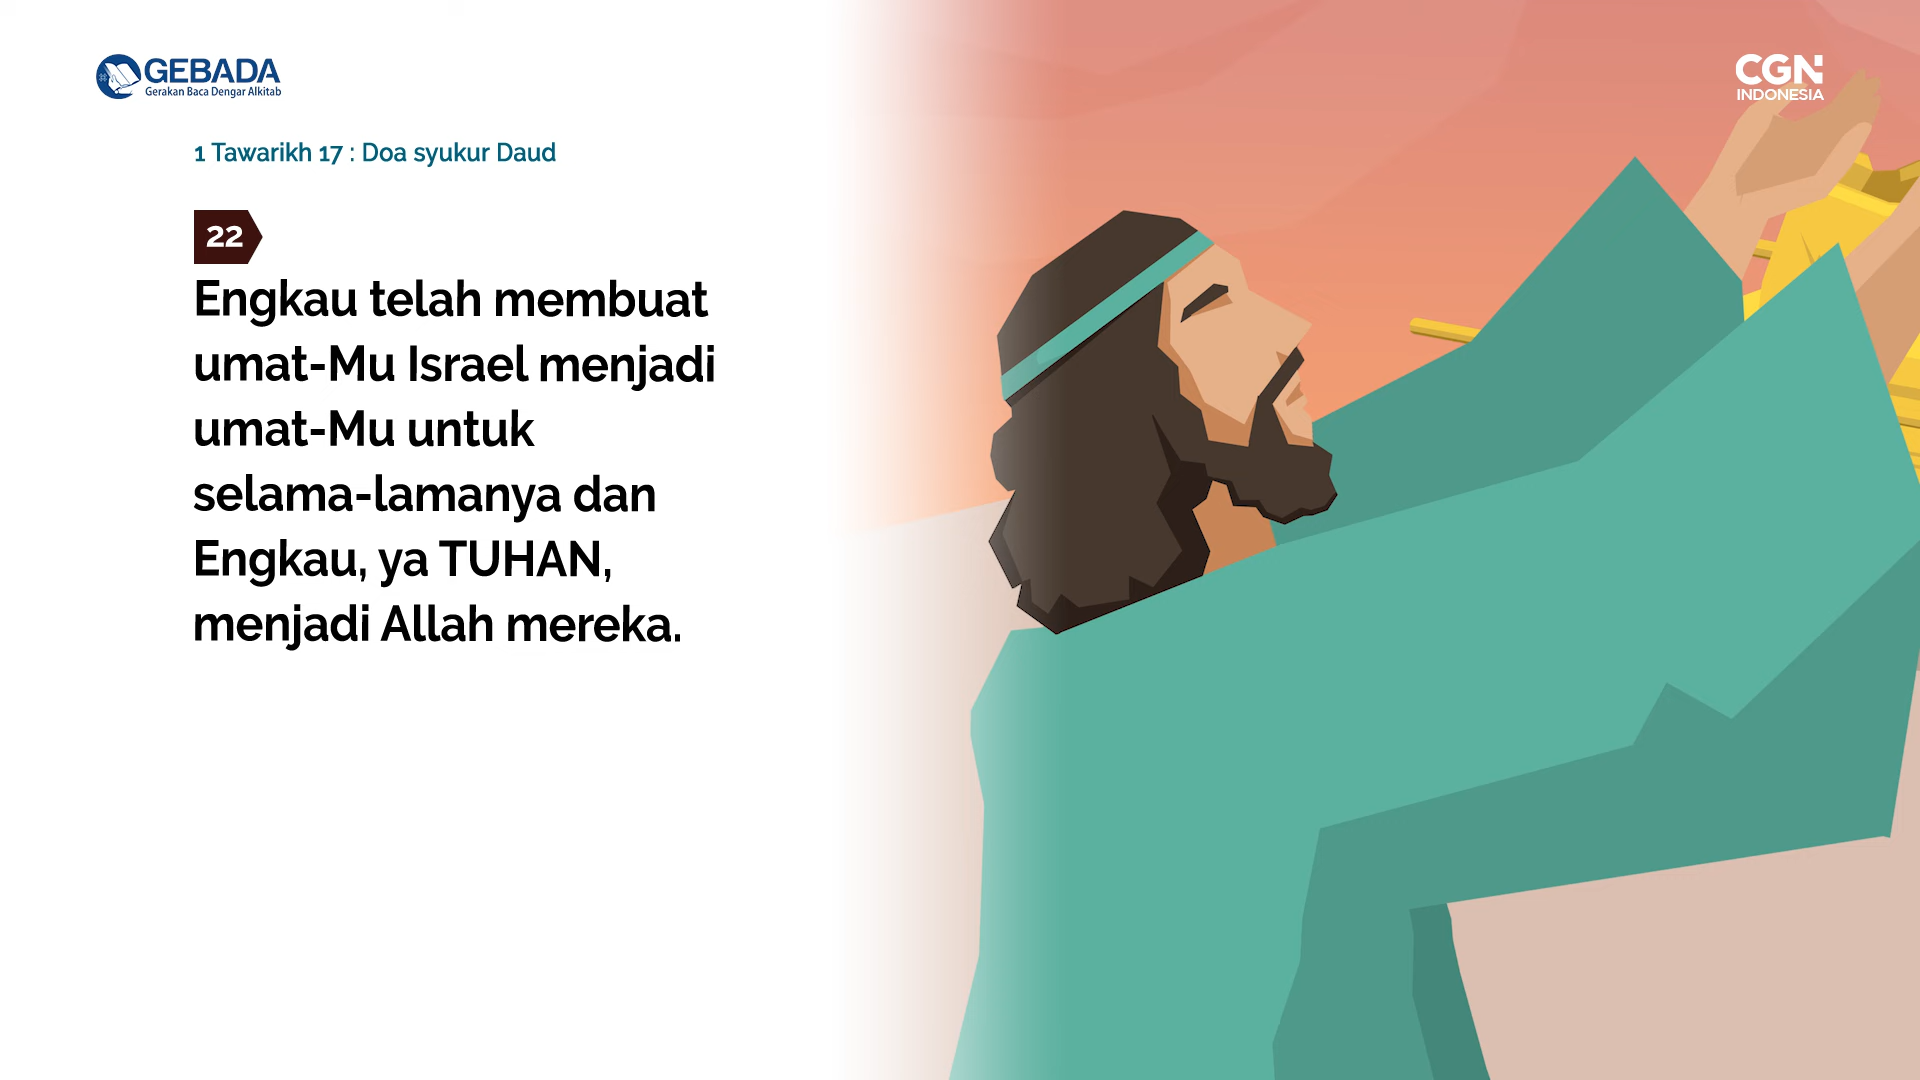 GEBADA
Gerakan Baca Dengar Alkitab
CGN
INDONESIA
1 Tawarikh 17 : Doa syukur Daud
22
Engkau telah membuat
umat-Mu Israel menjadi
umat-Mu untuk
selama-lamanya dan
Engkau, ya TUHAN,
menjadi Allah mereka.